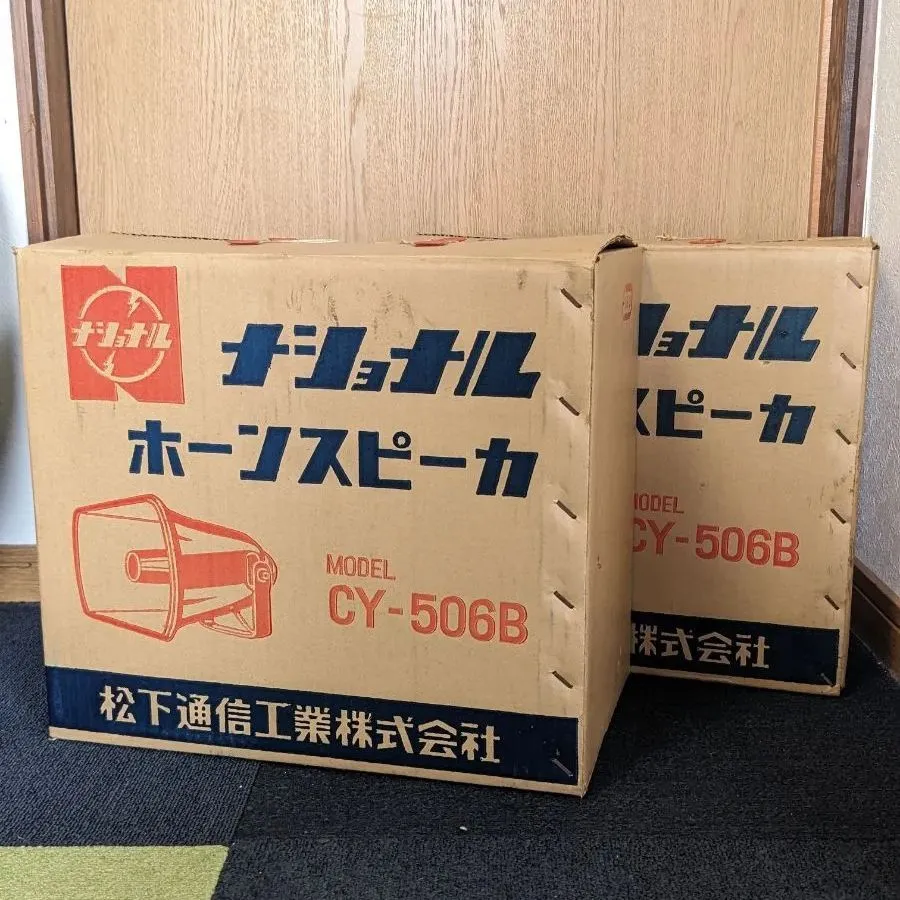 ナショナル
ナショナル
ホーンスピーカ
MODEL
CY-506B
松下通信工業株式会社
ョナル
スピーカ
MODEL
CY-506B
株式会社